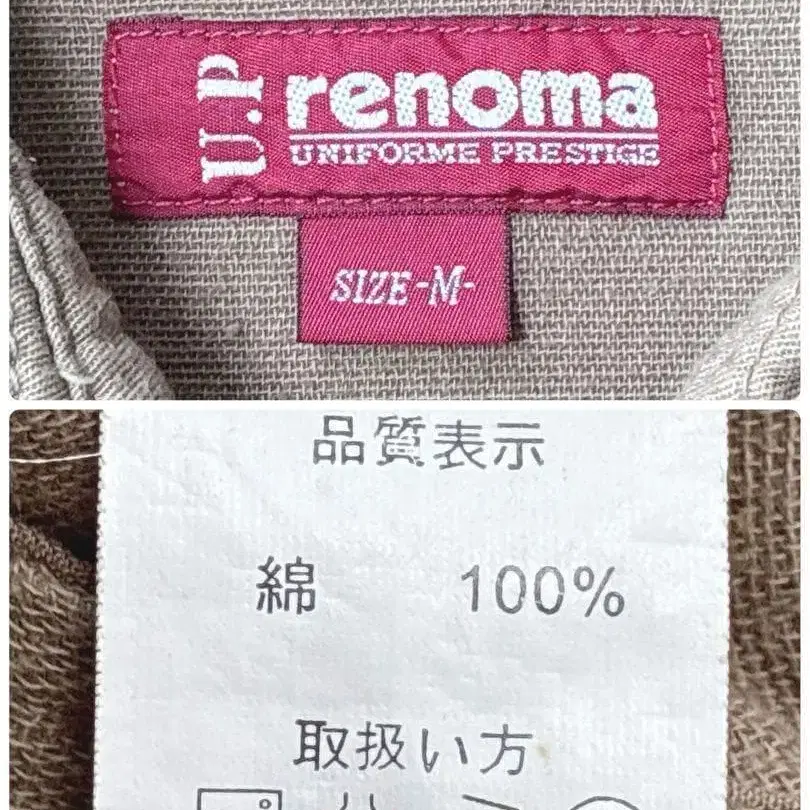 U.P
renoma
UNIFORME PRESTIGE
SIZE-M-
品質表示
綿 100%
取扱い方